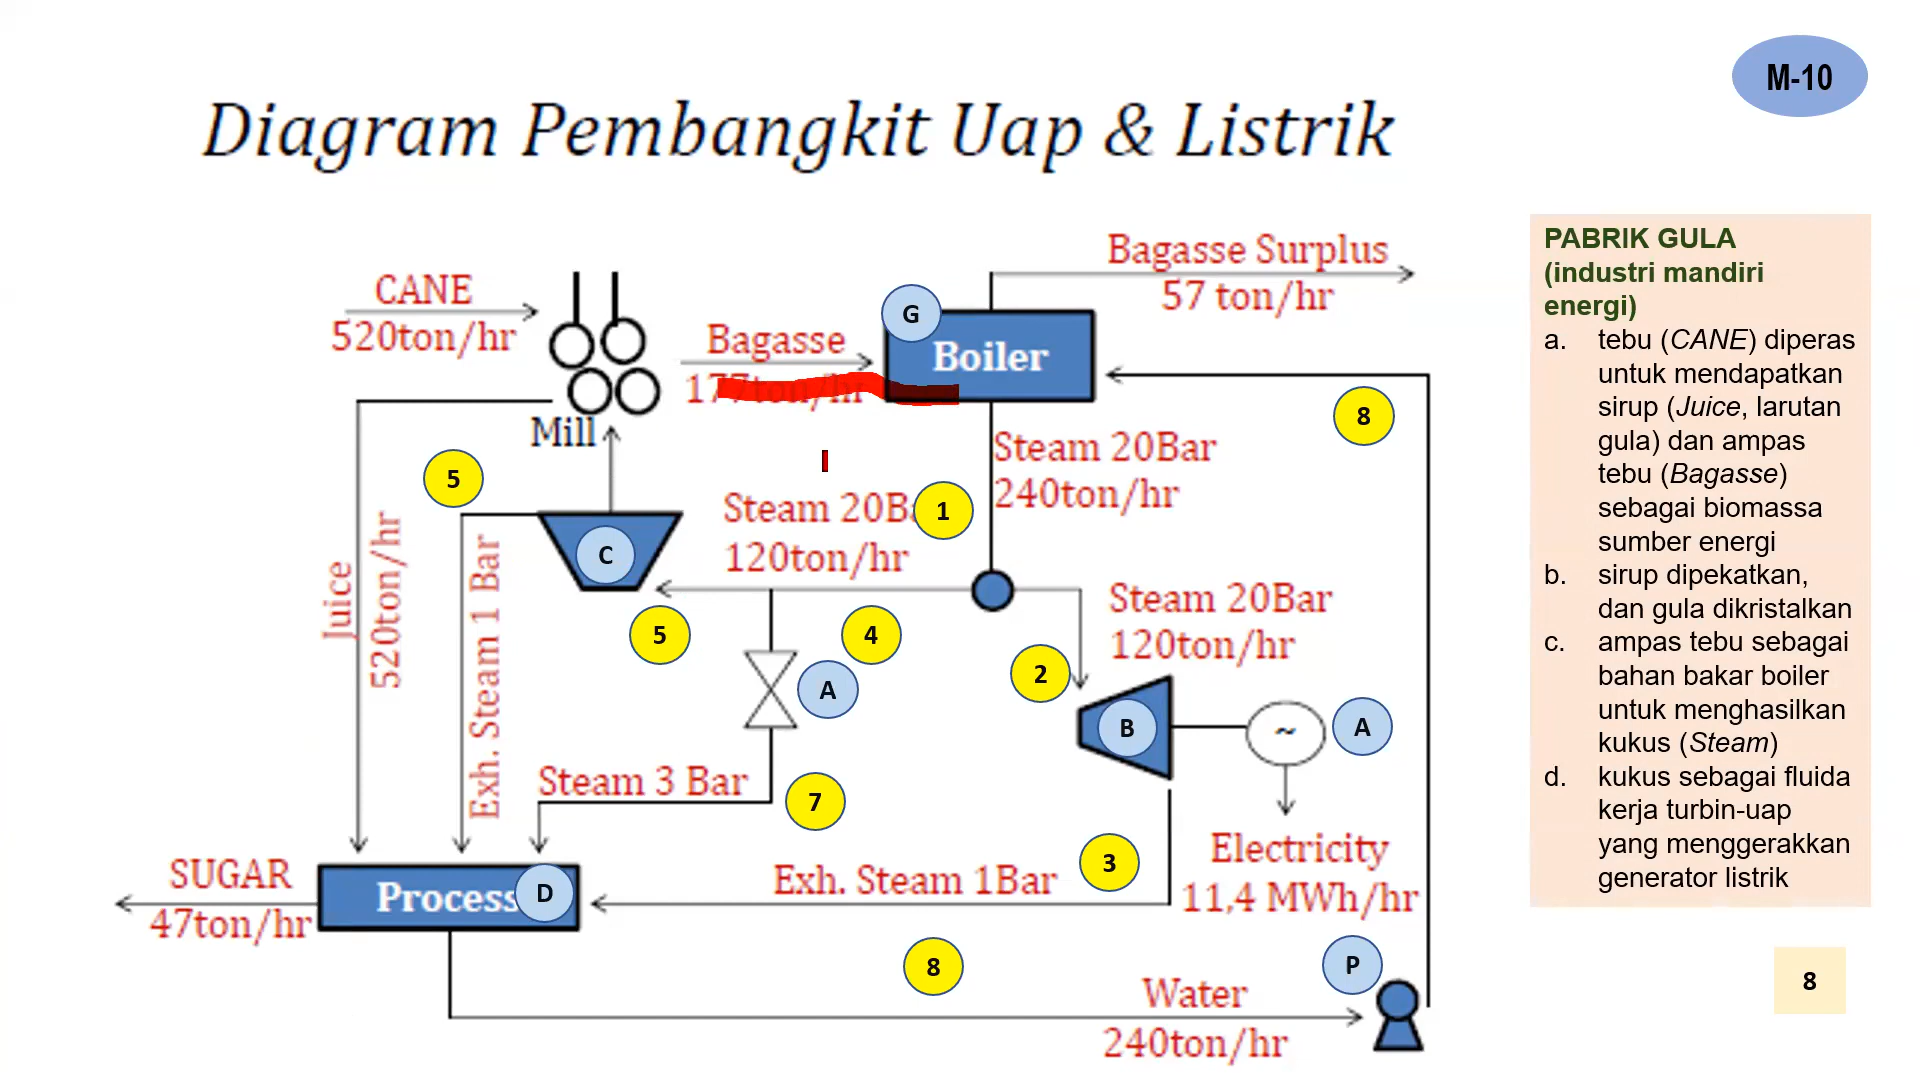 M-10
Diagram Pembangkit Uap & Listrik
CANE
520ton/hr
Mill
Bagasse
177ton/hr
G
Boiler
Bagasse Surplus
57 ton/hr
8
Steam 20Bar
240ton/hr
5
C
Steam 20Ba
1
120ton/hr
5
4
A
Steam 20Bar
120ton/hr
2
B
~
A
Juice
520ton/hr
Exh. Steam 1 Bar
Steam 3 Bar
7
3
Electricity
11,4 MWh/hr
SUGAR
47ton/hr
Process
D
Exh. Steam 1Bar
8
P
Water
240ton/hr
PABRIK GULA
(industri mandiri
energi)
a. tebu (CANE) diperas
untuk mendapatkan
sirup (Juice, larutan
gula) dan ampas
tebu (Bagasse)
sebagai biomassa
sumber energi
b. sirup dipekatkan,
dan gula dikristalkan
c. ampas tebu sebagai
bahan bakar boiler
untuk menghasilkan
kukus (Steam)
d. kukus sebagai fluida
kerja turbin-uap
yang menggerakkan
generator listrik
8